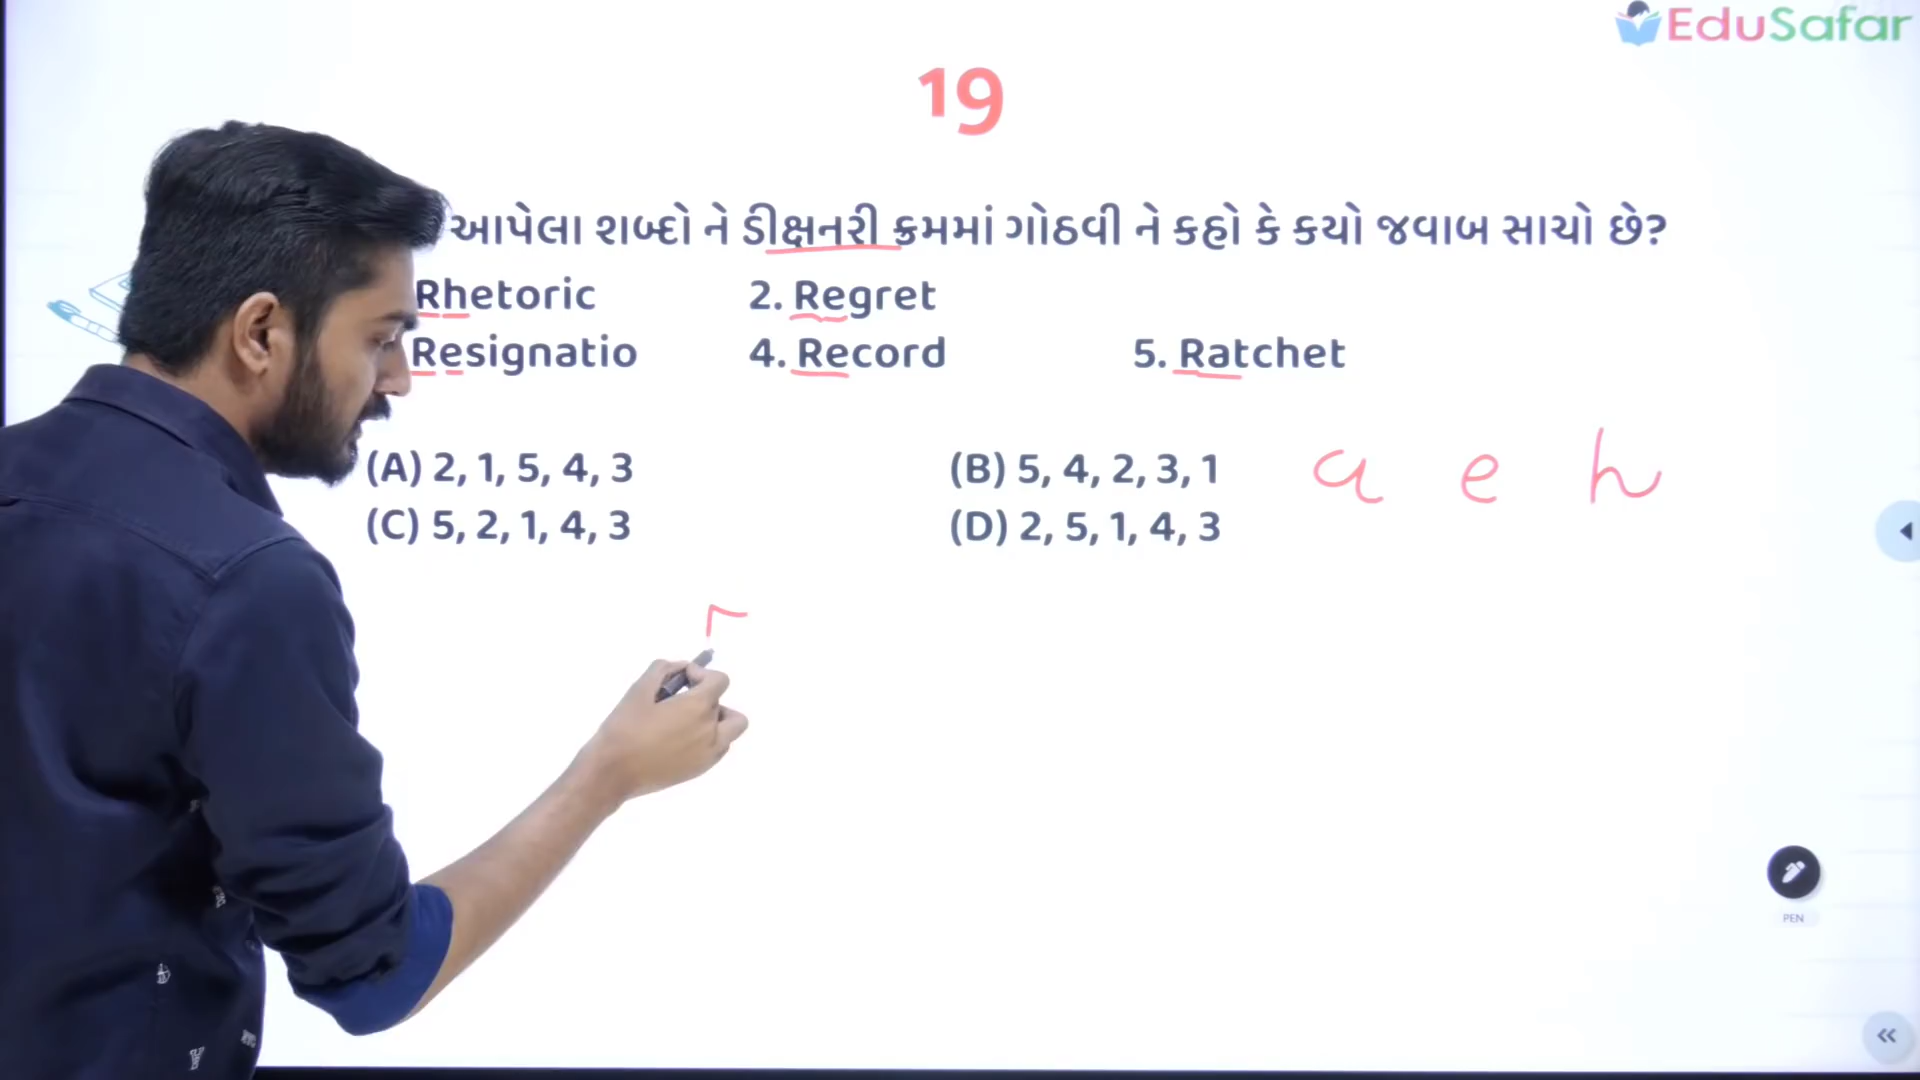 EduSafar
19
આપેલા શબ્દો ને ડીક્ષનરી ક્રમમાં ગોઠવી ને કહો કે કયો જવાબ સાચો છે?
Rhetoric 2. Regret
Resignatio 4. Record 5. Ratchet
(A) 2, 1, 5, 4, 3 (B) 5, 4, 2, 3, 1 a e h
(C) 5, 2, 1, 4, 3 (D) 2, 5, 1, 4, 3
PEN